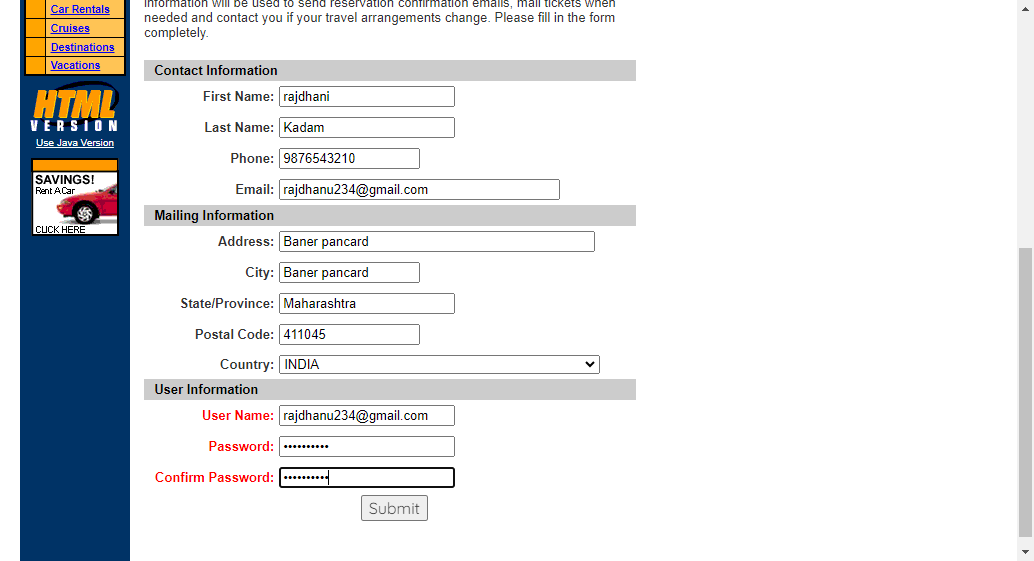 Car Rentals
Cruises
Destinations
Vacations
HTML
VERSION
Use Java Version
SAVINGS!
Rent A Car
CLICK HERE
information will be used to send reservation confirmation emails, mail tickets when
needed and contact you if your travel arrangements change. Please fill in the form
completely.
Contact Information
First Name: rajdhani
Last Name: Kadam
Phone: 9876543210
Email: rajdhanu234@gmail.com
Mailing Information
Address: Baner pancard
City: Baner pancard
State/Province: Maharashtra
Postal Code: 411045
Country: INDIA
User Information
User Name: rajdhanu234@gmail.com
Password: ••••••••••
Confirm Password: ••••••••••
Submit